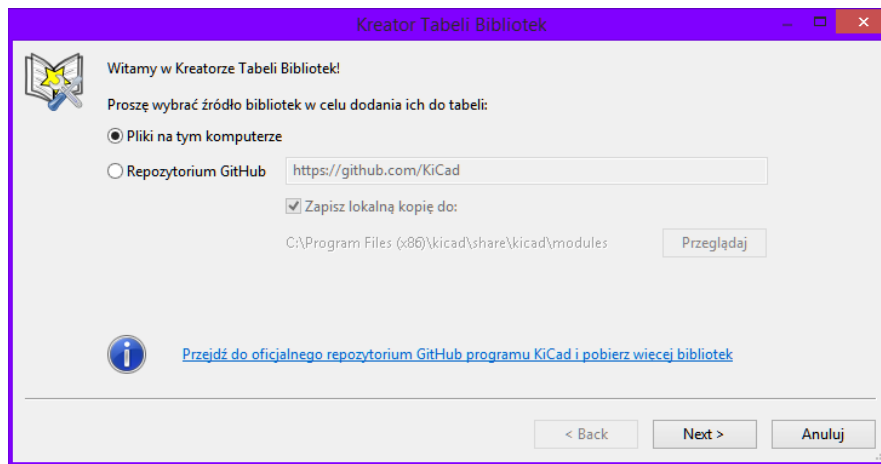 Kreator Tabeli Bibliotek
Witamy w Kreatorze Tabeli Bibliotek!
Proszę wybrać źródło bibliotek w celu dodania ich do tabeli:
Pliki na tym komputerze
Repozytorium GitHub https://github.com/KiCad
Zapisz lokalną kopię do:
C:\Program Files (x86)\kicad\share\kicad\modules Przeglądaj
Przejdź do oficjalnego repozytorium GitHub programu KiCad i pobierz wiecej bibliotek
< Back Next > Anuluj